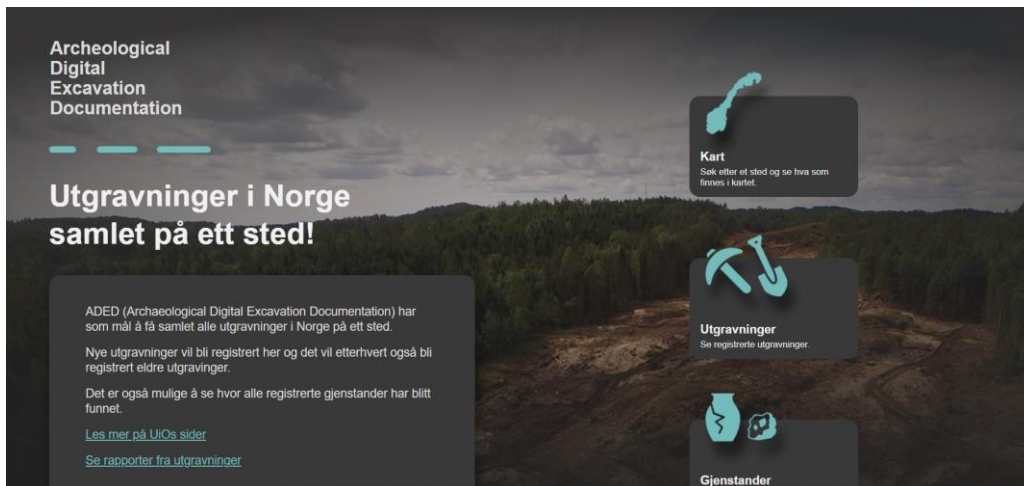 Archeological
Digital
Excavation
Documentation
Utgravninger i Norge
samlet på ett sted!
ADED (Archaeological Digital Excavation Documentation) har
som mål å få samlet alle utgravninger i Norge på ett sted.
Nye utgravninger vil bli registrert her og det vil etterhvert også bli
registrert eldre utgravinger.
Det er også mulige å se hvor alle registrerte gjenstander har blitt
funnet.
Les mer på UiOs sider
Se rapporter fra utgravninger
Kart
Søk etter et sted og se hva som
finnes i kartet.
Utgravninger
Se registrerte utgravninger.
Gjenstander